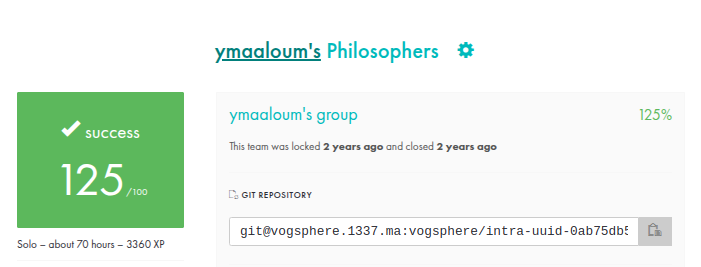 ymaaloum's Philosophers
success
125/100
Solo – about 70 hours – 3360 XP
ymaaloum's group
125%
This team was locked 2 years ago and closed 2 years ago
GIT REPOSITORY
git@vogsphere.1337.ma:vogsphere/intra-uuid-0ab75db5